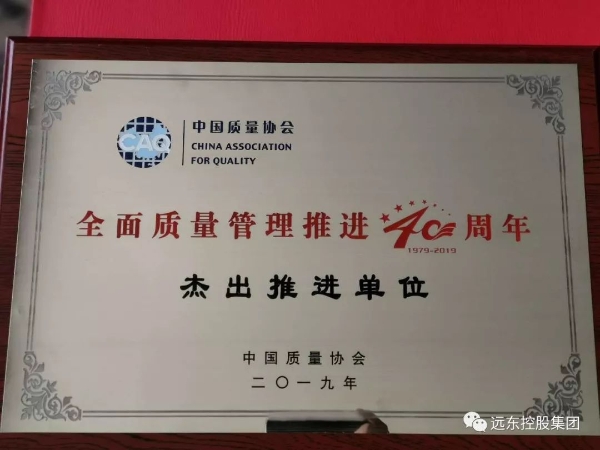 CAQ
中国质量协会
CHINA ASSOCIATION
FOR QUALITY
全面质量管理推进40周年
1979-2019
杰出推进单位
中国质量协会
二〇一九年
远东控股集团